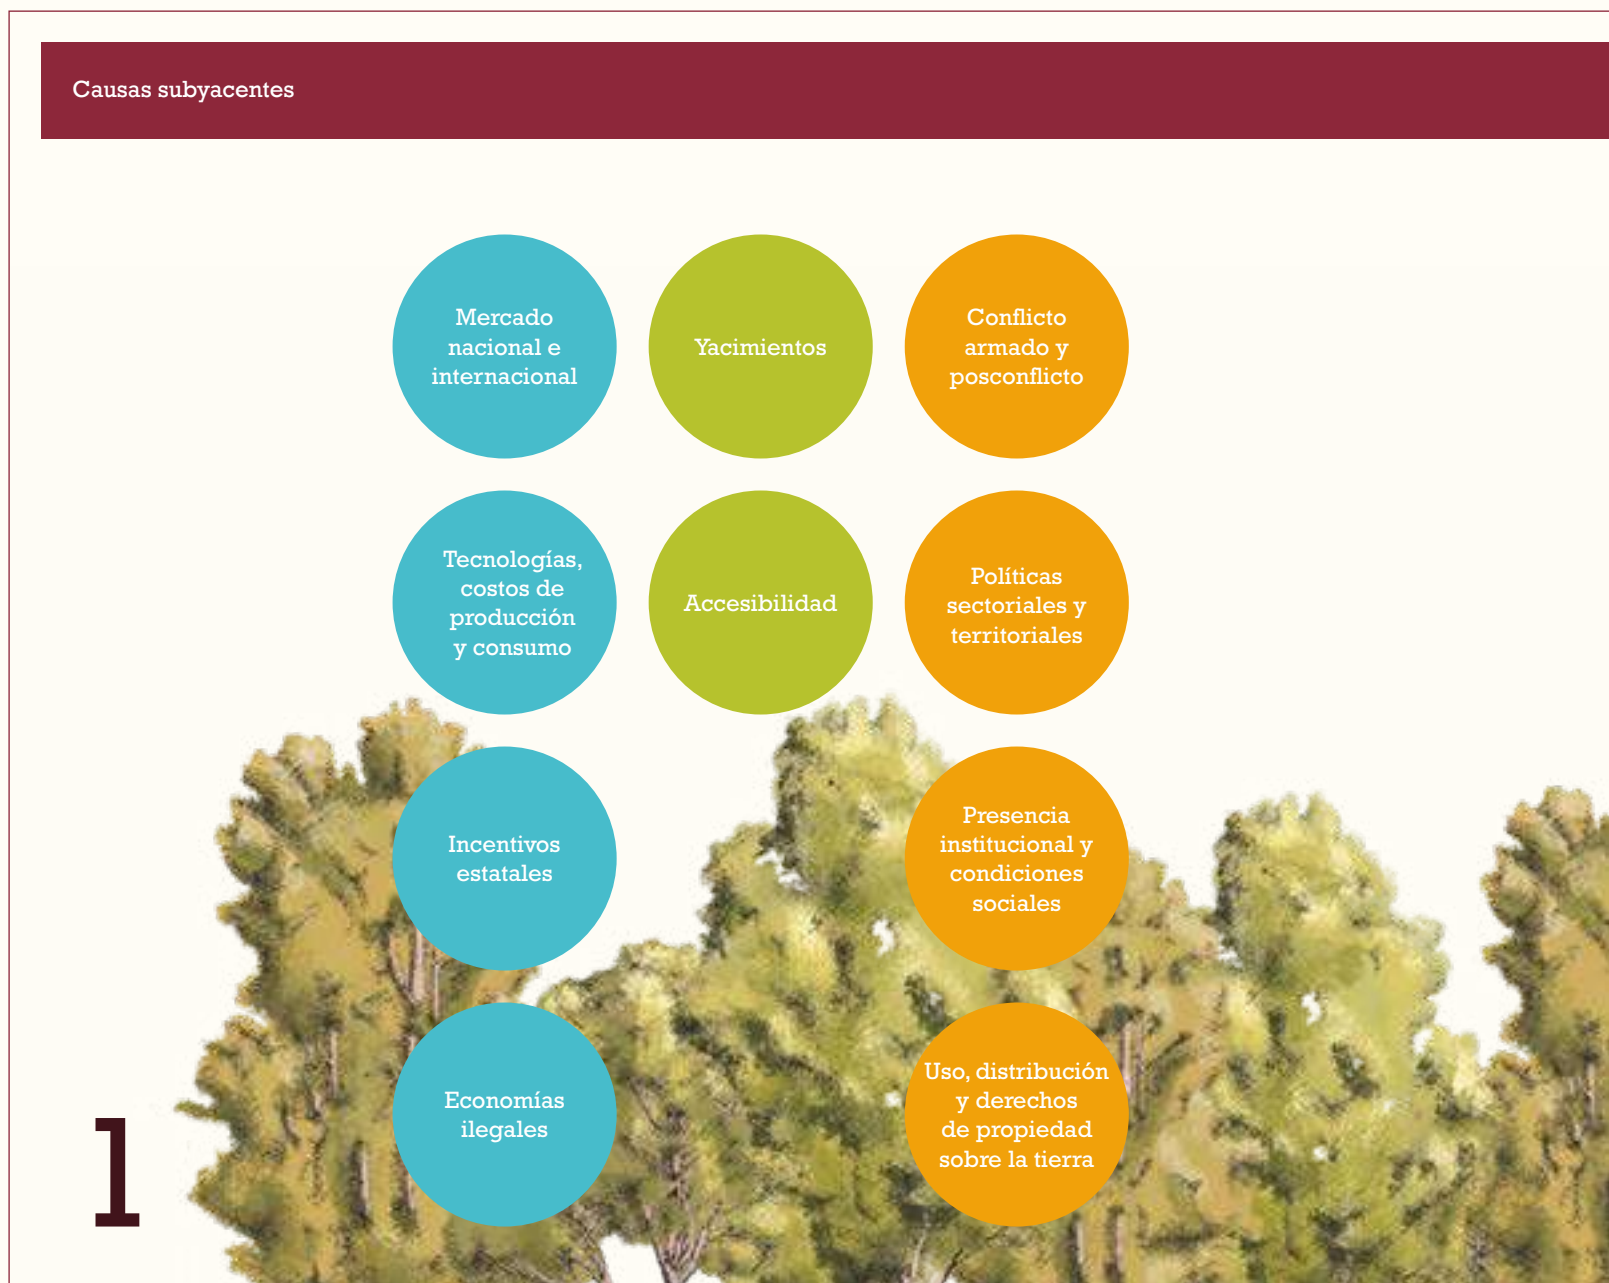 Causas subyacentes
Mercado
nacional e
internacional
Yacimientos
Conflicto
armado y
posconflicto
Tecnologías,
costos de
producción
y consumo
Accesibilidad
Políticas
sectoriales y
territoriales
Incentivos
estatales
Presencia
institucional y
condiciones
sociales
Economías
ilegales
Uso, distribución
y derechos
de propiedad
sobre la tierra
1